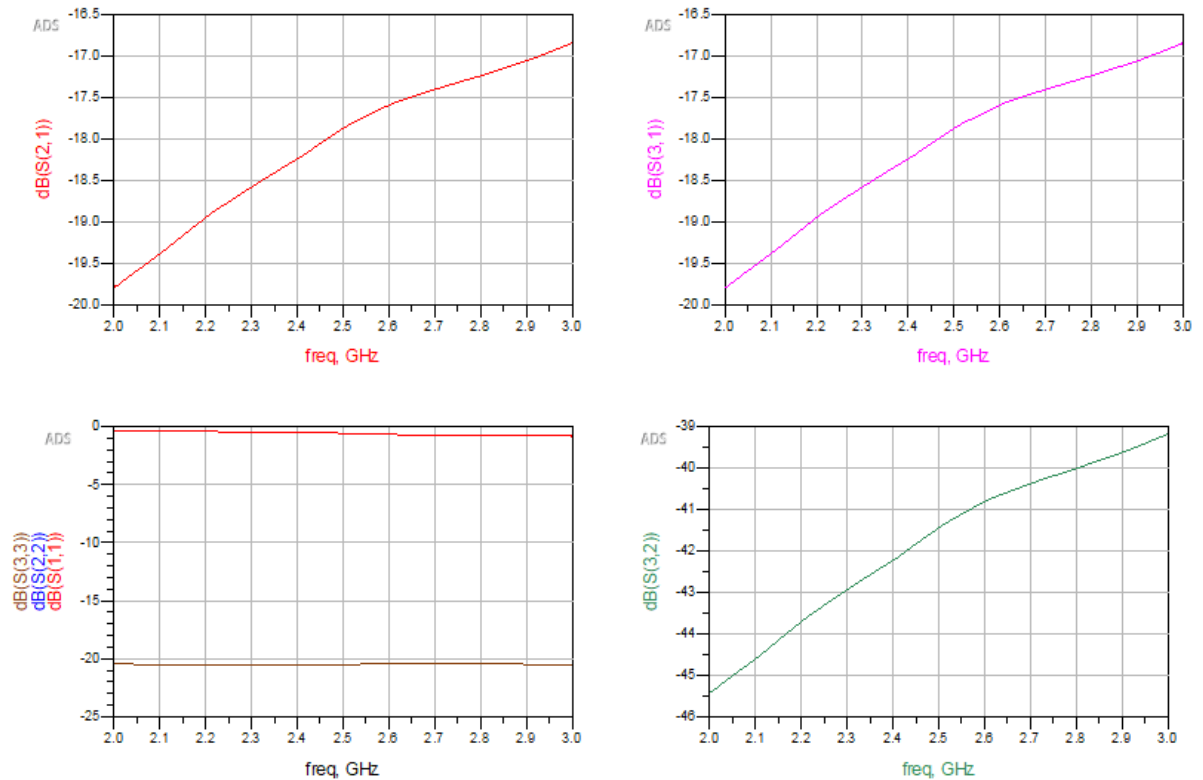 ADS
-16.5
-17.0
-17.5
-18.0
-18.5
-19.0
-19.5
-20.0
dB(S(2,1))
2.0 2.1 2.2 2.3 2.4 2.5 2.6 2.7 2.8 2.9 3.0
freq, GHz
ADS
-16.5
-17.0
-17.5
-18.0
-18.5
-19.0
-19.5
-20.0
dB(S(3,1))
2.0 2.1 2.2 2.3 2.4 2.5 2.6 2.7 2.8 2.9 3.0
freq, GHz
ADS
0
-5
-10
-15
-20
-25
dB(S(3,3))
dB(S(2,2))
dB(S(1,1))
2.0 2.1 2.2 2.3 2.4 2.5 2.6 2.7 2.8 2.9 3.0
freq, GHz
ADS
-39
-40
-41
-42
-43
-44
-45
-46
dB(S(3,2))
2.0 2.1 2.2 2.3 2.4 2.5 2.6 2.7 2.8 2.9 3.0
freq, GHz